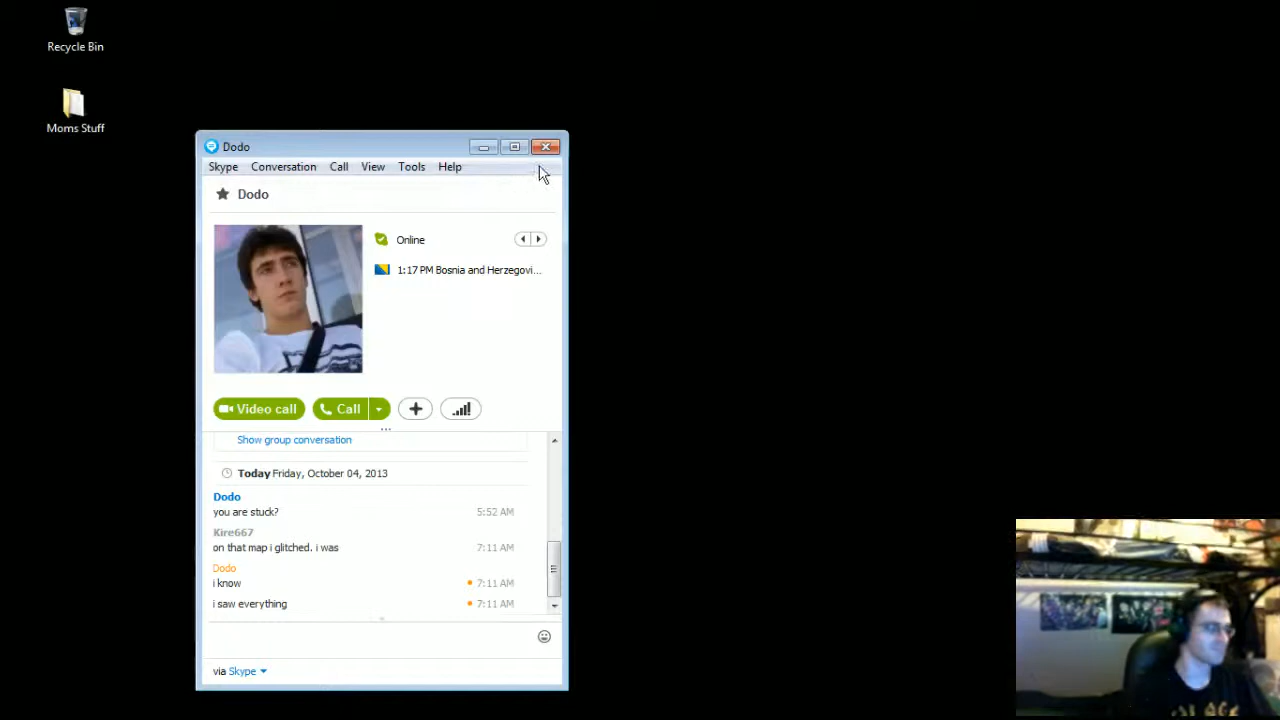 Recycle Bin
Moms Stuff
Dodo
Skype Conversation Call View Tools Help
Dodo
Online
1:17 PM Bosnia and Herzegovi...
Video call Call
Show group conversation
Today Friday, October 04, 2013
Dodo
you are stuck? 5:52 AM
Kire667
on that map i glitched. i was 7:11 AM
Dodo
i know 7:11 AM
i saw everything 7:11 AM
via Skype